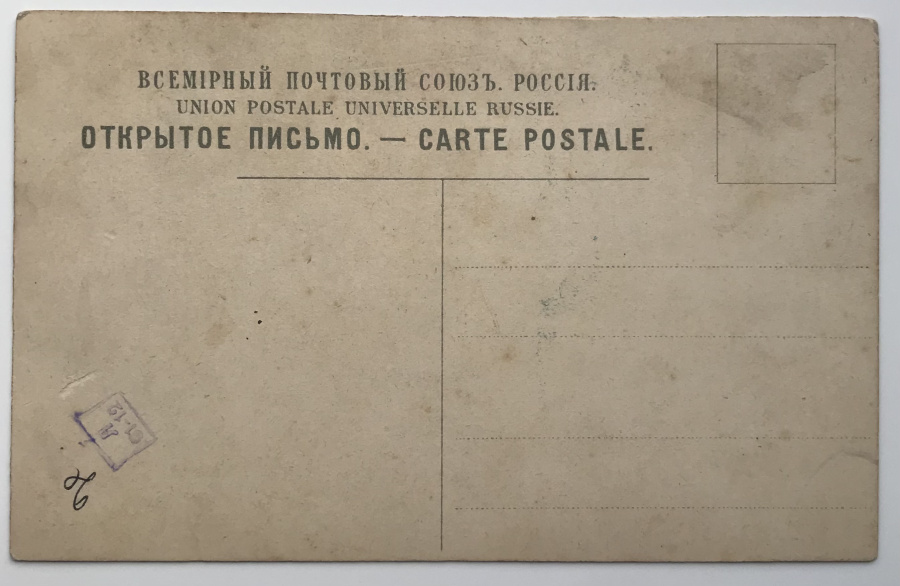 ВСЕМІРНЫЙ ПОЧТОВЫЙ СОЮЗЪ. РОССІЯ.
UNION POSTALE UNIVERSELLE RUSSIE.
ОТКРЫТОЕ ПИСЬМО. — CARTE POSTALE.